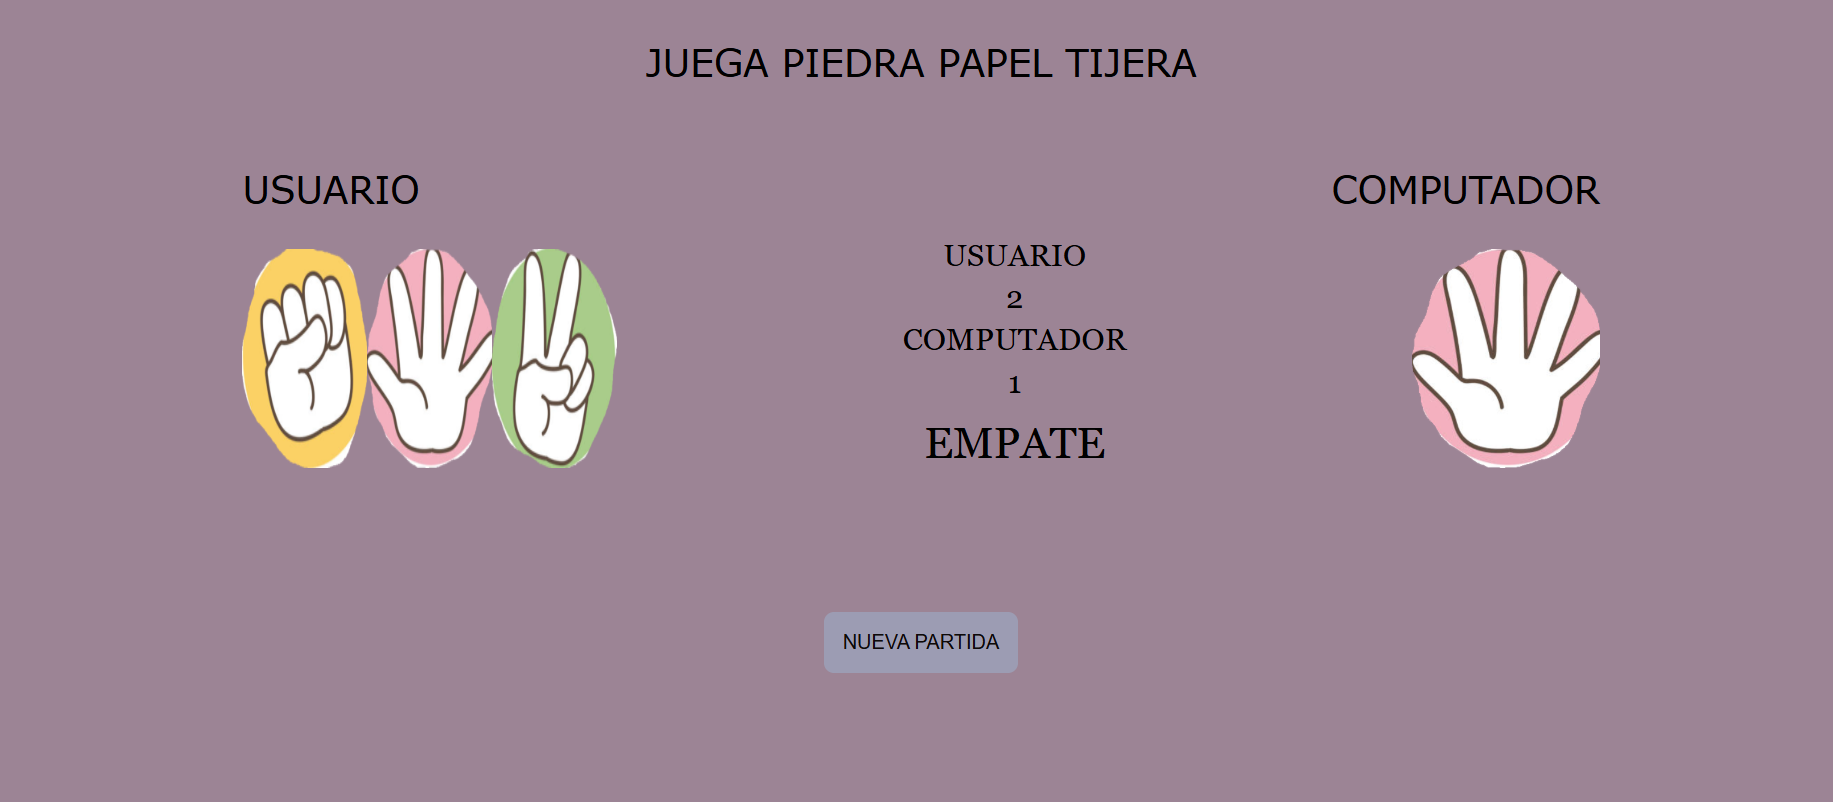 JUEGA PIEDRA PAPEL TIJERA
USUARIO
COMPUTADOR
USUARIO
2
COMPUTADOR
1
EMPATE
NUEVA PARTIDA